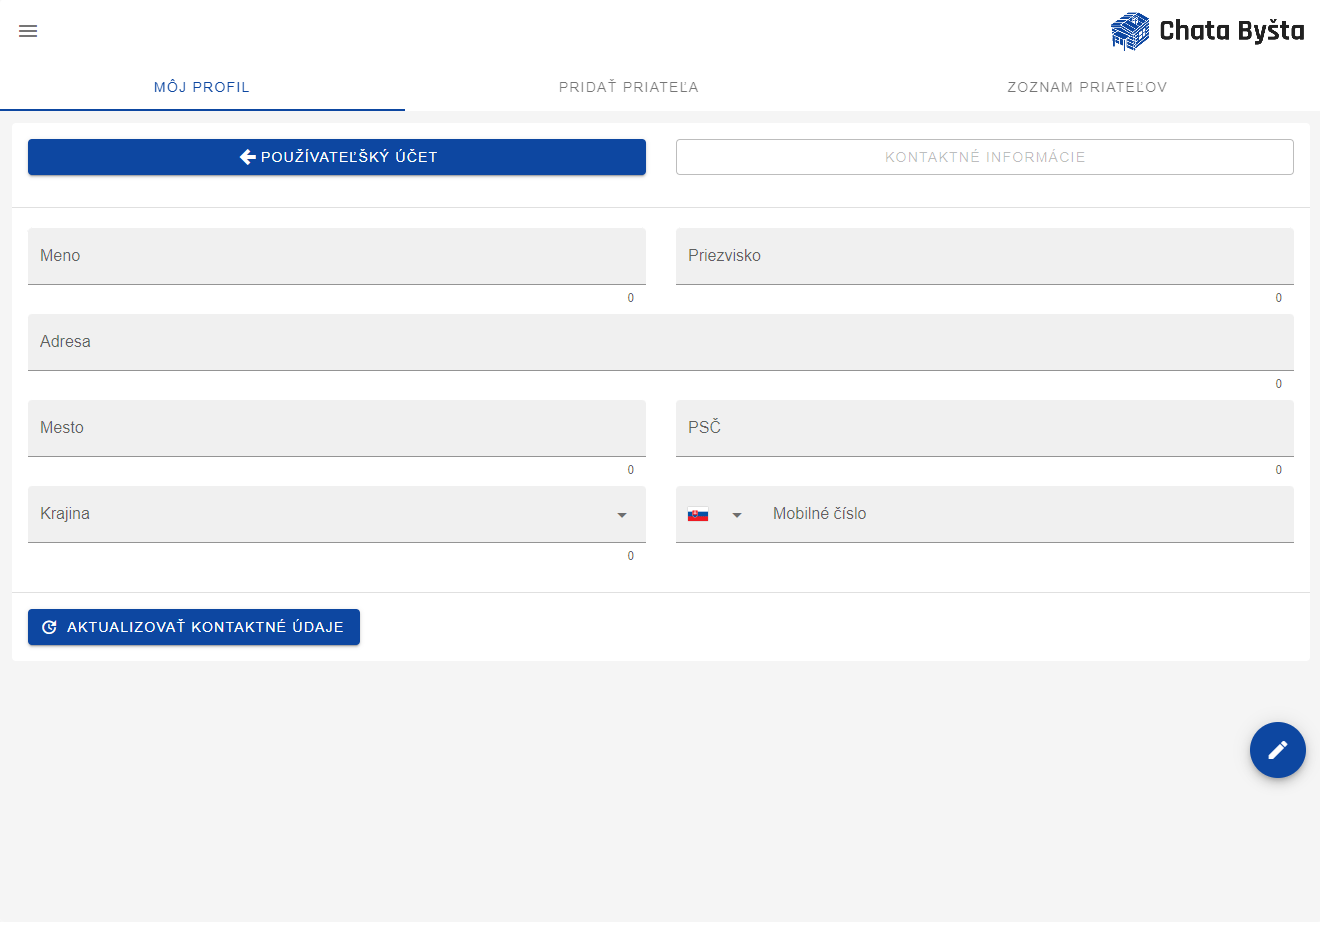 Chata Byšta
MÔJ PROFIL
PRIDAŤ PRIATEĽA
ZOZNAM PRIATEĽOV
POUŽÍVATEĽŠKÝ ÚČET
KONTAKTNÉ INFORMÁCIE
Meno
Priezvisko
0
0
Adresa
0
Mesto
PSČ
0
0
Krajina
Mobilné číslo
0
AKTUALIZOVAŤ KONTAKTNÉ ÚDAJE